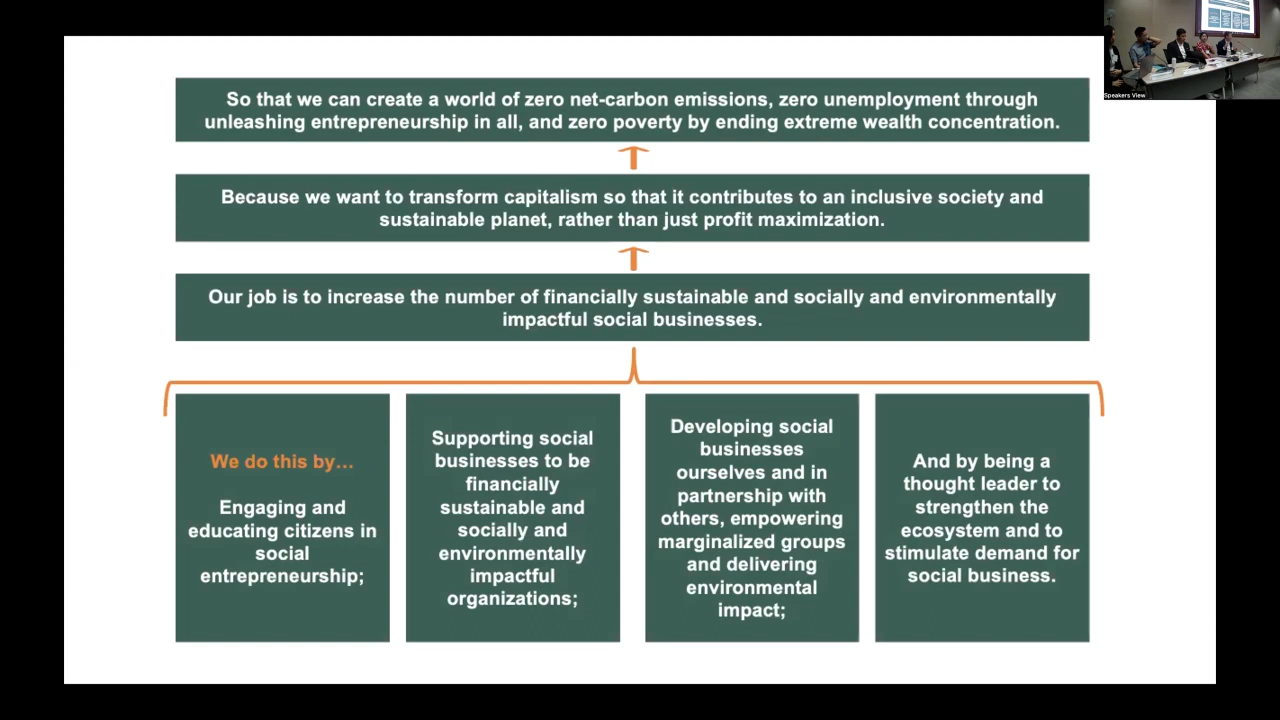 So that we can create a world of zero net-carbon emissions, zero unemployment through
unleashing entrepreneurship in all, and zero poverty by ending extreme wealth concentration.
Because we want to transform capitalism so that it contributes to an inclusive society and
sustainable planet, rather than just profit maximization.
Our job is to increase the number of financially sustainable and socially and environmentally
impactful social businesses.
We do this by…
Engaging and
educating citizens in
social
entrepreneurship;
Supporting social
businesses to be
financially
sustainable and
socially and
environmentally
impactful
organizations;
Developing social
businesses
ourselves and in
partnership with
others, empowering
marginalized groups
and delivering
environmental
impact;
And by being a
thought leader to
strengthen the
ecosystem and to
stimulate demand for
social business.
Speakers View